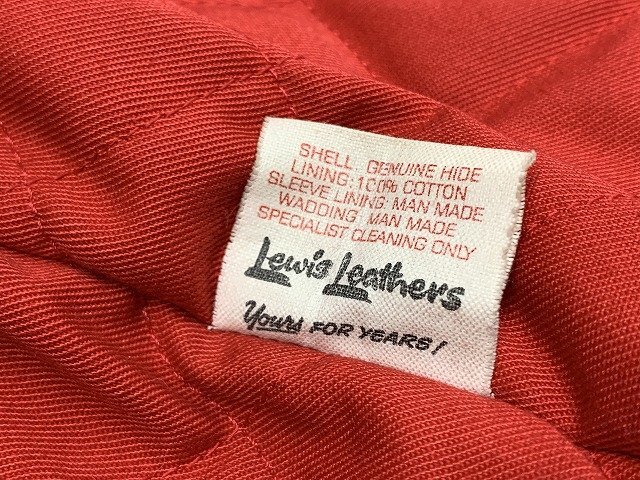 SHELL: GENUINE HIDE
LINING: 100% COTTON
SLEEVE LINING: MAN MADE
WADDING: MAN MADE
SPECIALIST CLEANING ONLY
Lewis Leathers
Yours FOR YEARS!